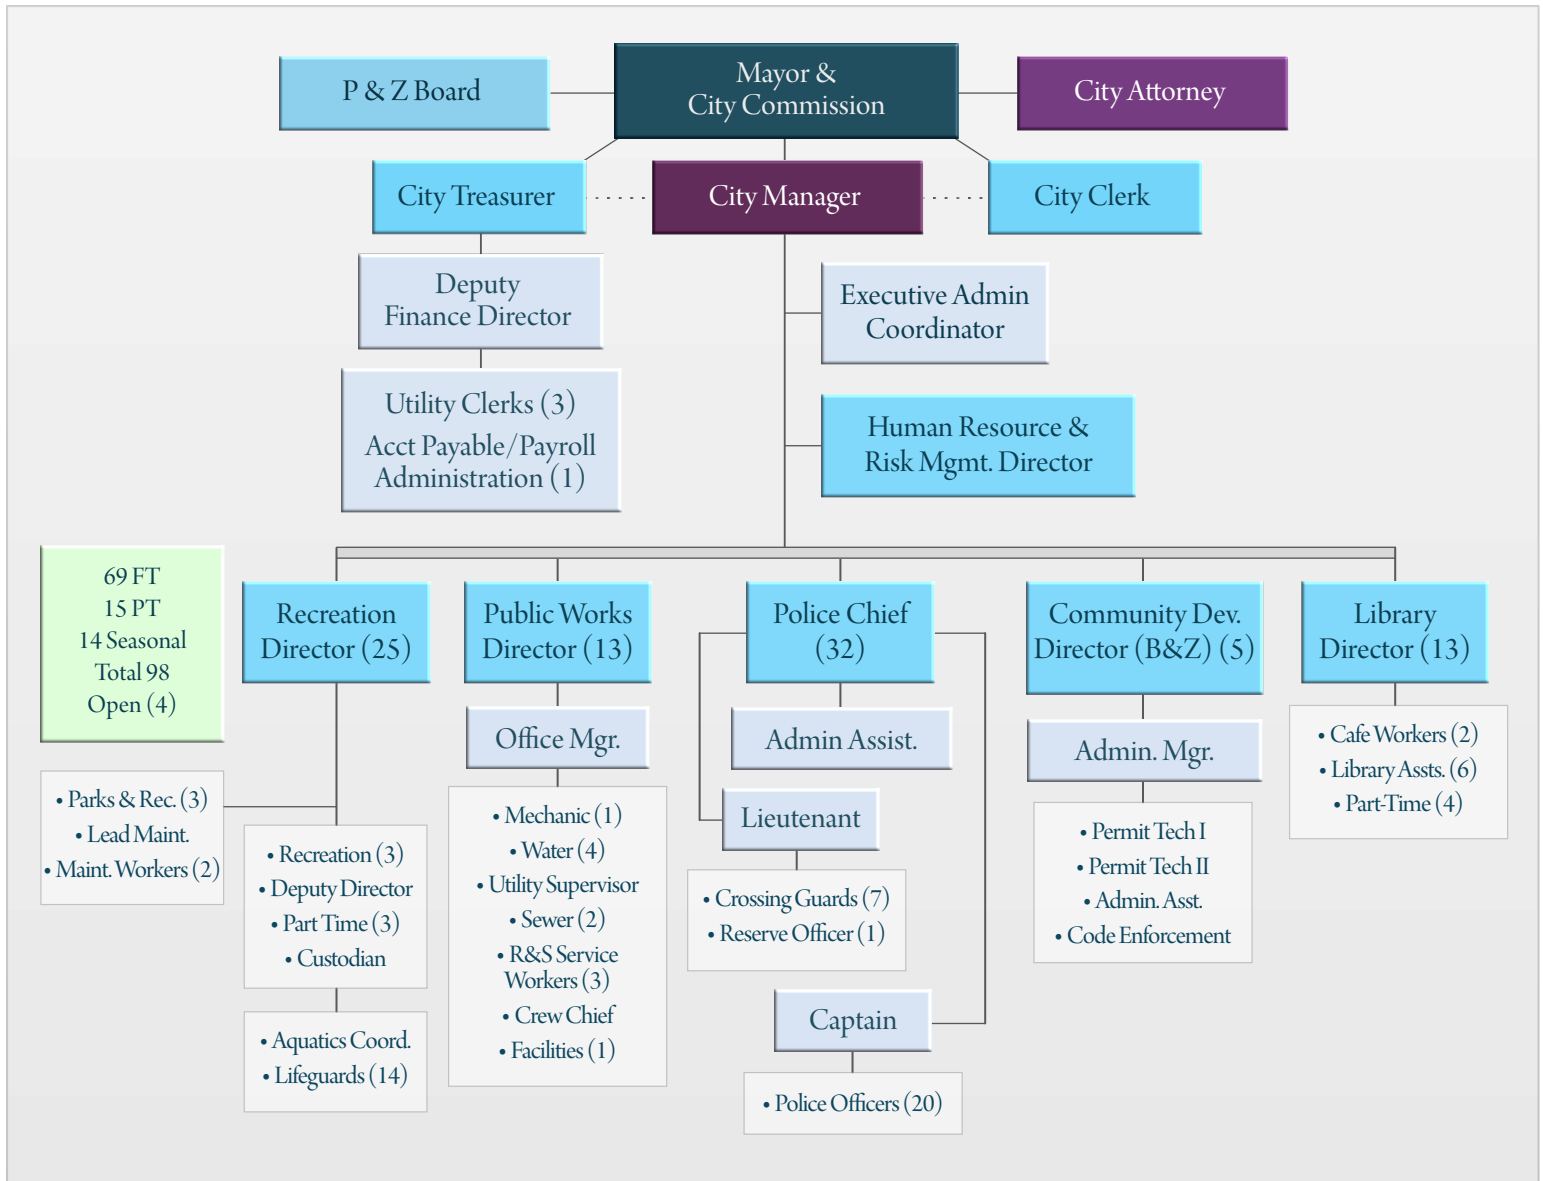 P & Z Board
Mayor &
City Commission
City Attorney
City Treasurer
City Manager
City Clerk
Deputy
Finance Director
Executive Admin
Coordinator
Utility Clerks (3)
Acct Payable/Payroll
Administration (1)
Human Resource &
Risk Mgmt. Director
69 FT
15 PT
14 Seasonal
Total 98
Open (4)
Recreation
Director (25)
• Parks & Rec. (3)
• Lead Maint.
• Maint. Workers (2)
• Recreation (3)
• Deputy Director
• Part Time (3)
• Custodian
• Aquatics Coord.
• Lifeguards (14)
Public Works
Director (13)
Office Mgr.
• Mechanic (1)
• Water (4)
• Utility Supervisor
• Sewer (2)
• R&S Service
Workers (3)
• Crew Chief
• Facilities (1)
Police Chief
(32)
Admin Assist.
Lieutenant
• Crossing Guards (7)
• Reserve Officer (1)
Captain
• Police Officers (20)
Community Dev.
Director (B&Z) (5)
Admin. Mgr.
• Permit Tech I
• Permit Tech II
• Admin. Asst.
• Code Enforcement
Library
Director (13)
• Cafe Workers (2)
• Library Assts. (6)
• Part-Time (4)